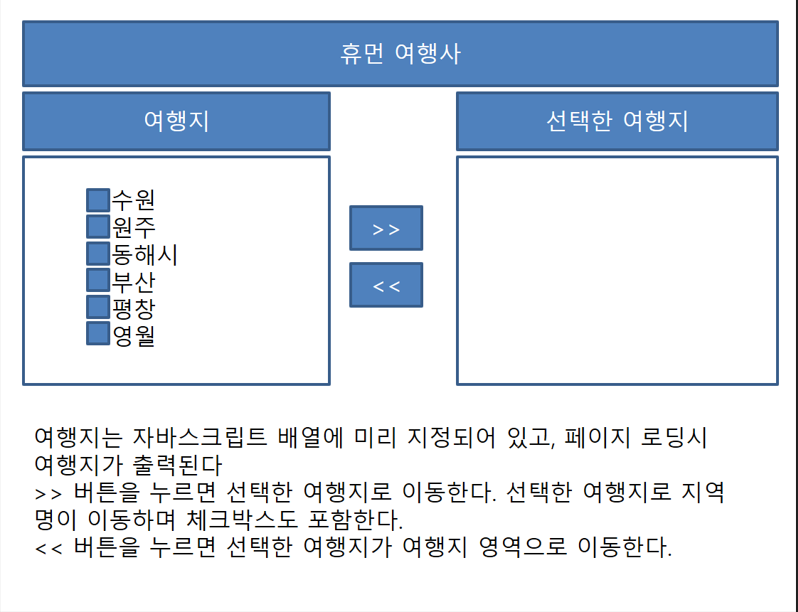 휴먼 여행사
여행지
선택한 여행지
수원
원주
동해시
부산
평창
영월
>>
<<
여행지는 자바스크립트 배열에 미리 지정되어 있고, 페이지 로딩시
여행지가 출력된다
>> 버튼을 누르면 선택한 여행지로 이동한다. 선택한 여행지로 지역
명이 이동하며 체크박스도 포함한다.
<< 버튼을 누르면 선택한 여행지가 여행지 영역으로 이동한다.